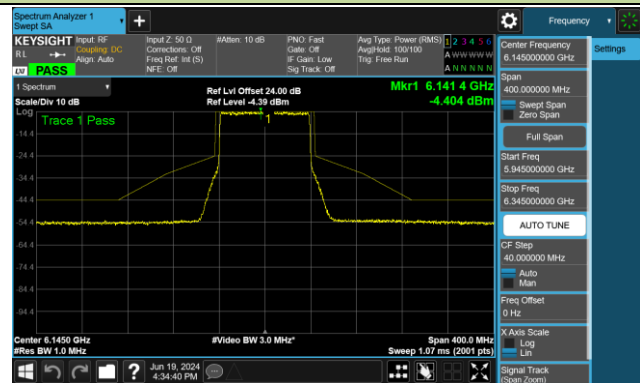 Spectrum Analyzer 1
Swept SA
Frequency
KEYSIGHT
RL
LXI PASS
Input: RF
Coupling: DC
Align: Auto
Input Z: 50 Ω
Corrections: Off
Freq Ref: Int (S)
NFE: Off
#Atten: 10 dB
PNO: Fast
Gate: Off
IF Gain: Low
Sig Track: Off
Avg Type: Power (RMS)
Avg|Hold: 100/100
Trig: Free Run
1 2 3 4 5 6
A W W W W W
A N N N N N
1 Spectrum
Scale/Div 10 dB
Ref Lvl Offset 24.00 dB
Ref Level -4.39 dBm
Mkr1 6.141 4 GHz
-4.404 dBm
Log
Trace 1 Pass
1
-14.4
-24.4
-34.4
-44.4
-54.4
-64.4
-74.4
-84.4
-94.4
Center 6.1450 GHz
#Video BW 3.0 MHz*
Span 400.0 MHz
#Res BW 1.0 MHz
Sweep 1.07 ms (2001 pts)
Jun 19, 2024
4:34:40 PM
Center Frequency
6.145000000 GHz
Settings
Span
400.000000 MHz
Swept Span
Zero Span
Full Span
Start Freq
5.945000000 GHz
Stop Freq
6.345000000 GHz
AUTO TUNE
CF Step
40.000000 MHz
Auto
Man
Freq Offset
0 Hz
X Axis Scale
Log
Lin
Signal Track
(Span Zoom)